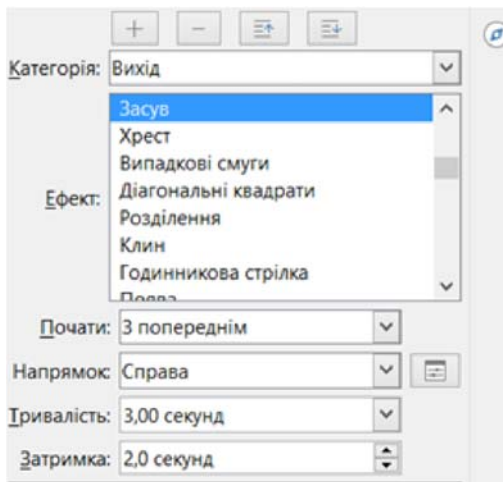 Категорія: Вихід
Засув
Хрест
Випадкові смуги
Діагональні квадрати
Ефект: Розділення
Клин
Годинникова стрілка
Поява
Почати: З попереднім
Напрямок: Справа
Тривалість: 3,00 секунд
Затримка: 2,0 секунд